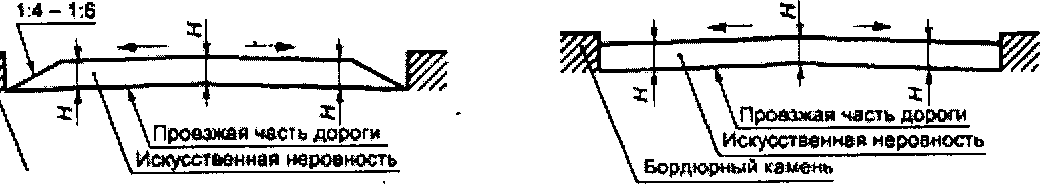 1:4 – 1:6
H
H
H
H
H
H
Проезжая часть дороги
Искусственная неровность
H
H
H
H
H
H
Проезжая часть дороги
Искусственная неровность
Бордюрный камень